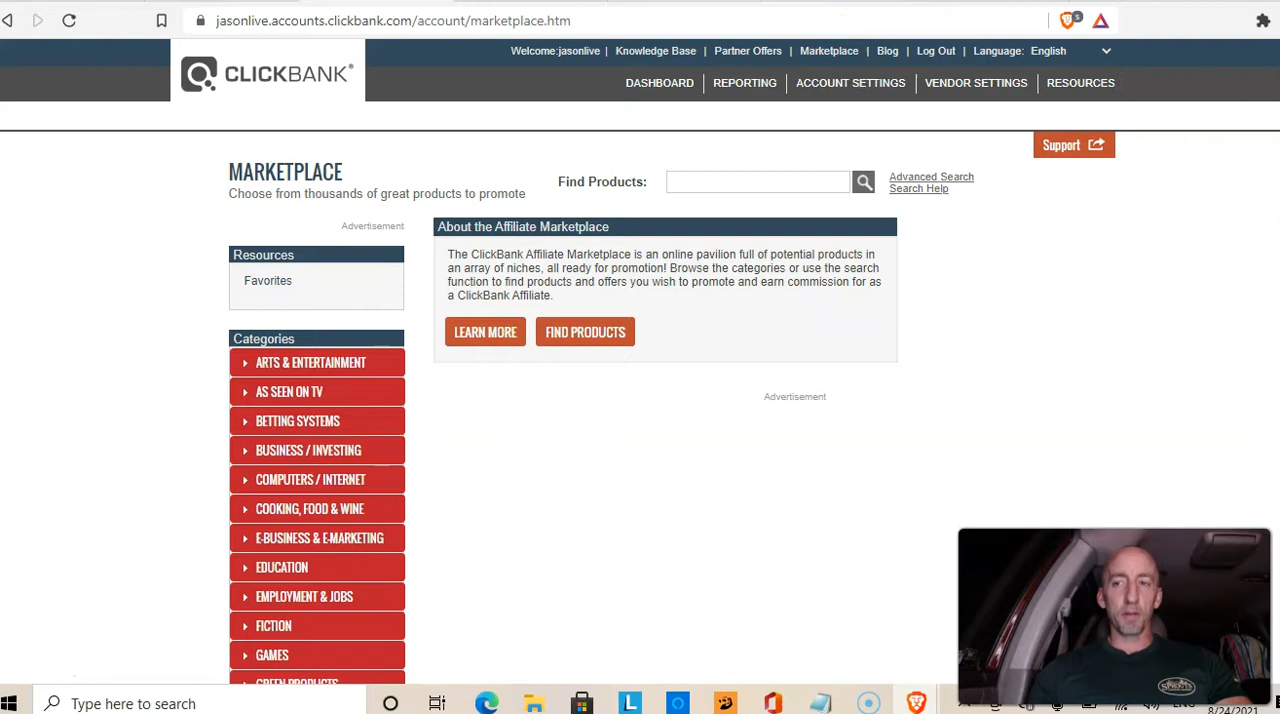 jasonlive.accounts.clickbank.com/account/marketplace.htm
5
Welcome:jasonlive | Knowledge Base | Partner Offers | Marketplace | Blog | Log Out | Language: English
CLICKBANK®
DASHBOARD REPORTING ACCOUNT SETTINGS VENDOR SETTINGS RESOURCES
Support
MARKETPLACE
Choose from thousands of great products to promote
Find Products:
Advanced Search
Search Help
Advertisement
Resources
Favorites
Categories
ARTS & ENTERTAINMENT
AS SEEN ON TV
BETTING SYSTEMS
BUSINESS / INVESTING
COMPUTERS / INTERNET
COOKING, FOOD & WINE
E-BUSINESS & E-MARKETING
EDUCATION
EMPLOYMENT & JOBS
FICTION
GAMES
GREEN PRODUCTS
About the Affiliate Marketplace
The ClickBank Affiliate Marketplace is an online pavilion full of potential products in
an array of niches, all ready for promotion! Browse the categories or use the search
function to find products and offers you wish to promote and earn commission for as
a ClickBank Affiliate.
LEARN MORE FIND PRODUCTS
Advertisement
Type here to search
L
8/24/2021